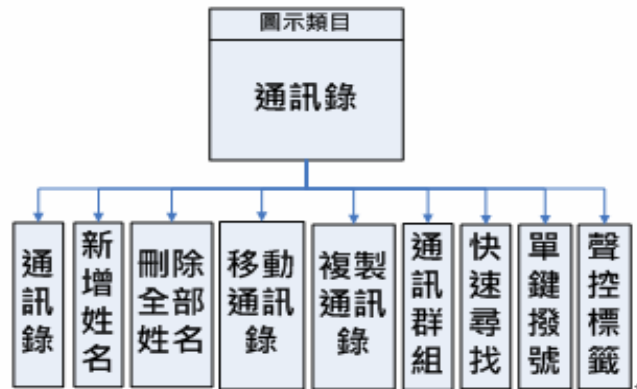 圖示類目
通訊錄
通訊錄
新增姓名
刪除全部姓名
移動通訊錄
複製通訊錄
通訊群組
快速尋找
單鍵撥號
聲控標籤